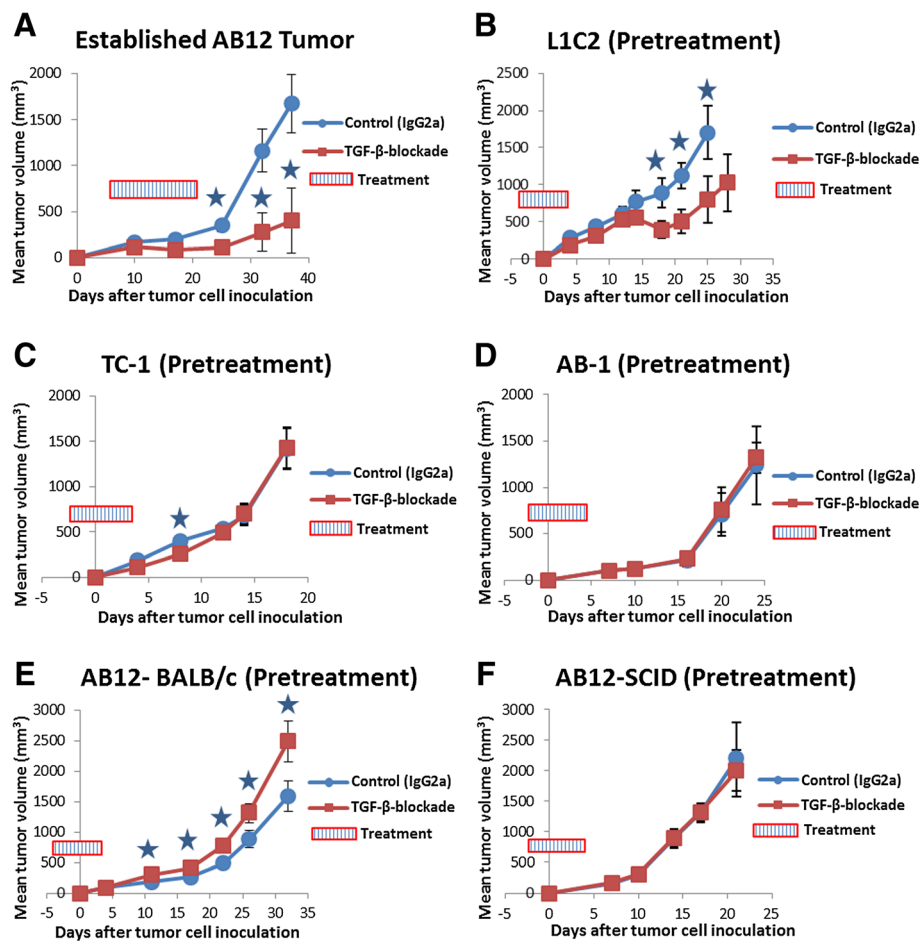 A
Established AB12 Tumor
Mean tumor volume (mm³)
2000
1500
1000
500
0
0 10 20 30 40
Days after tumor cell inoculation
Control (IgG2a)
TGF-β-blockade
Treatment
B
L1C2 (Pretreatment)
Mean tumor volume (mm³)
2500
2000
1500
1000
500
0
-5 0 5 10 15 20 25 30 35
Days after tumor cell inoculation
Control (IgG2a)
TGF-β-blockade
Treatment
C
TC-1 (Pretreatment)
Mean tumor volume (mm³)
2000
1500
1000
500
0
-5 0 5 10 15 20
Days after tumor cell inoculation
Control (IgG2a)
TGF-β-blockade
Treatment
D
AB-1 (Pretreatment)
Mean tumor volume (mm³)
2000
1500
1000
500
0
-5 0 5 10 15 20 25
Days after tumor cell inoculation
Control (IgG2a)
TGF-β-blockade
Treatment
E
AB12- BALB/c (Pretreatment)
Mean tumor volume (mm³)
3000
2500
2000
1500
1000
500
0
-5 0 5 10 15 20 25 30 35
Days after tumor cell inoculation
Control (IgG2a)
TGF-β-blockade
Treatment
F
AB12-SCID (Pretreatment)
Mean tumor volume (mm³)
3000
2500
2000
1500
1000
500
0
-5 0 5 10 15 20 25
Days after tumor cell inoculation
Control (IgG2a)
TGF-β-blockade
Treatment